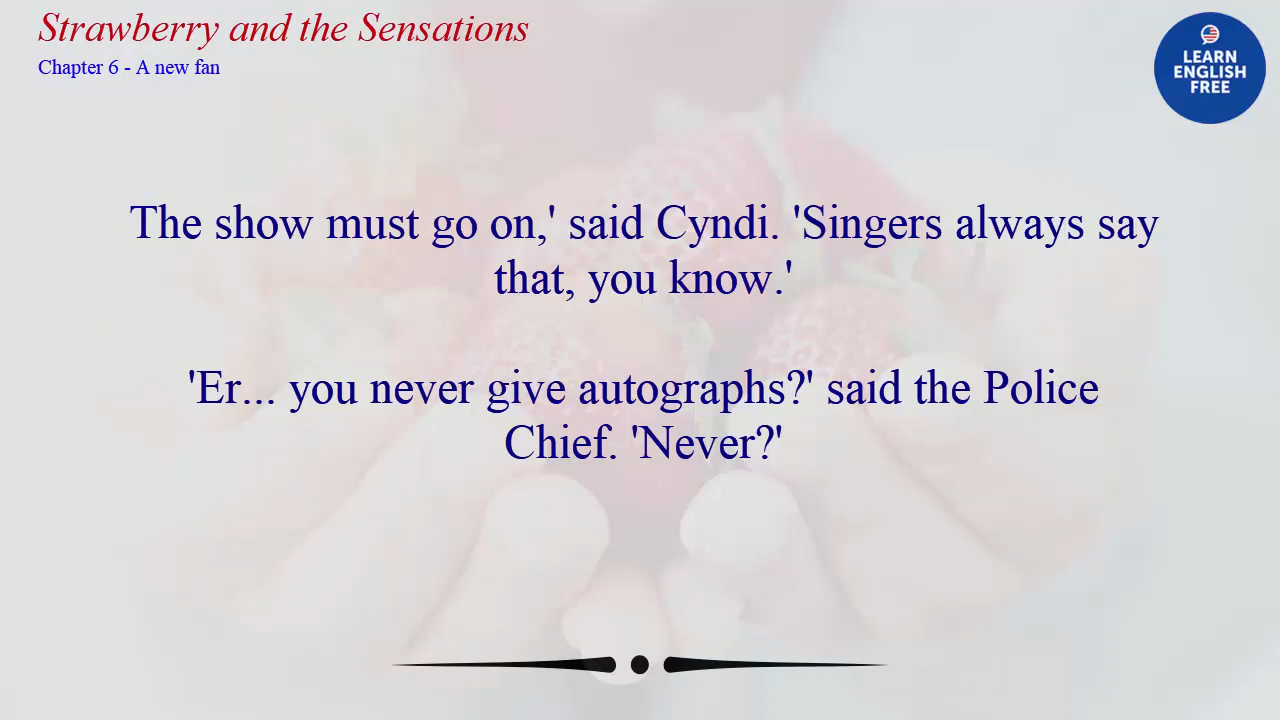 Strawberry and the Sensations
Chapter 6 - A new fan
LEARN
ENGLISH
FREE
The show must go on,' said Cyndi. 'Singers always say
that, you know.'
'Er... you never give autographs?' said the Police
Chief. 'Never?'